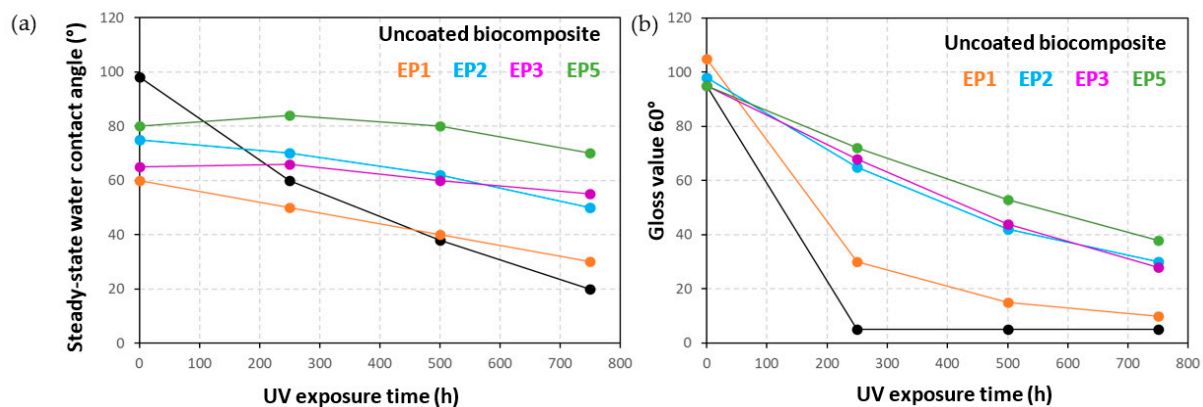 (a)
Steady-state water contact angle (°)
120
100
80
60
40
20
0
Uncoated biocomposite
EP1 EP2 EP3 EP5
0 100 200 300 400 500 600 700 800
UV exposure time (h)
(b)
Gloss value 60°
120
100
80
60
40
20
0
Uncoated biocomposite
EP1 EP2 EP3 EP5
0 100 200 300 400 500 600 700 800
UV exposure time (h)